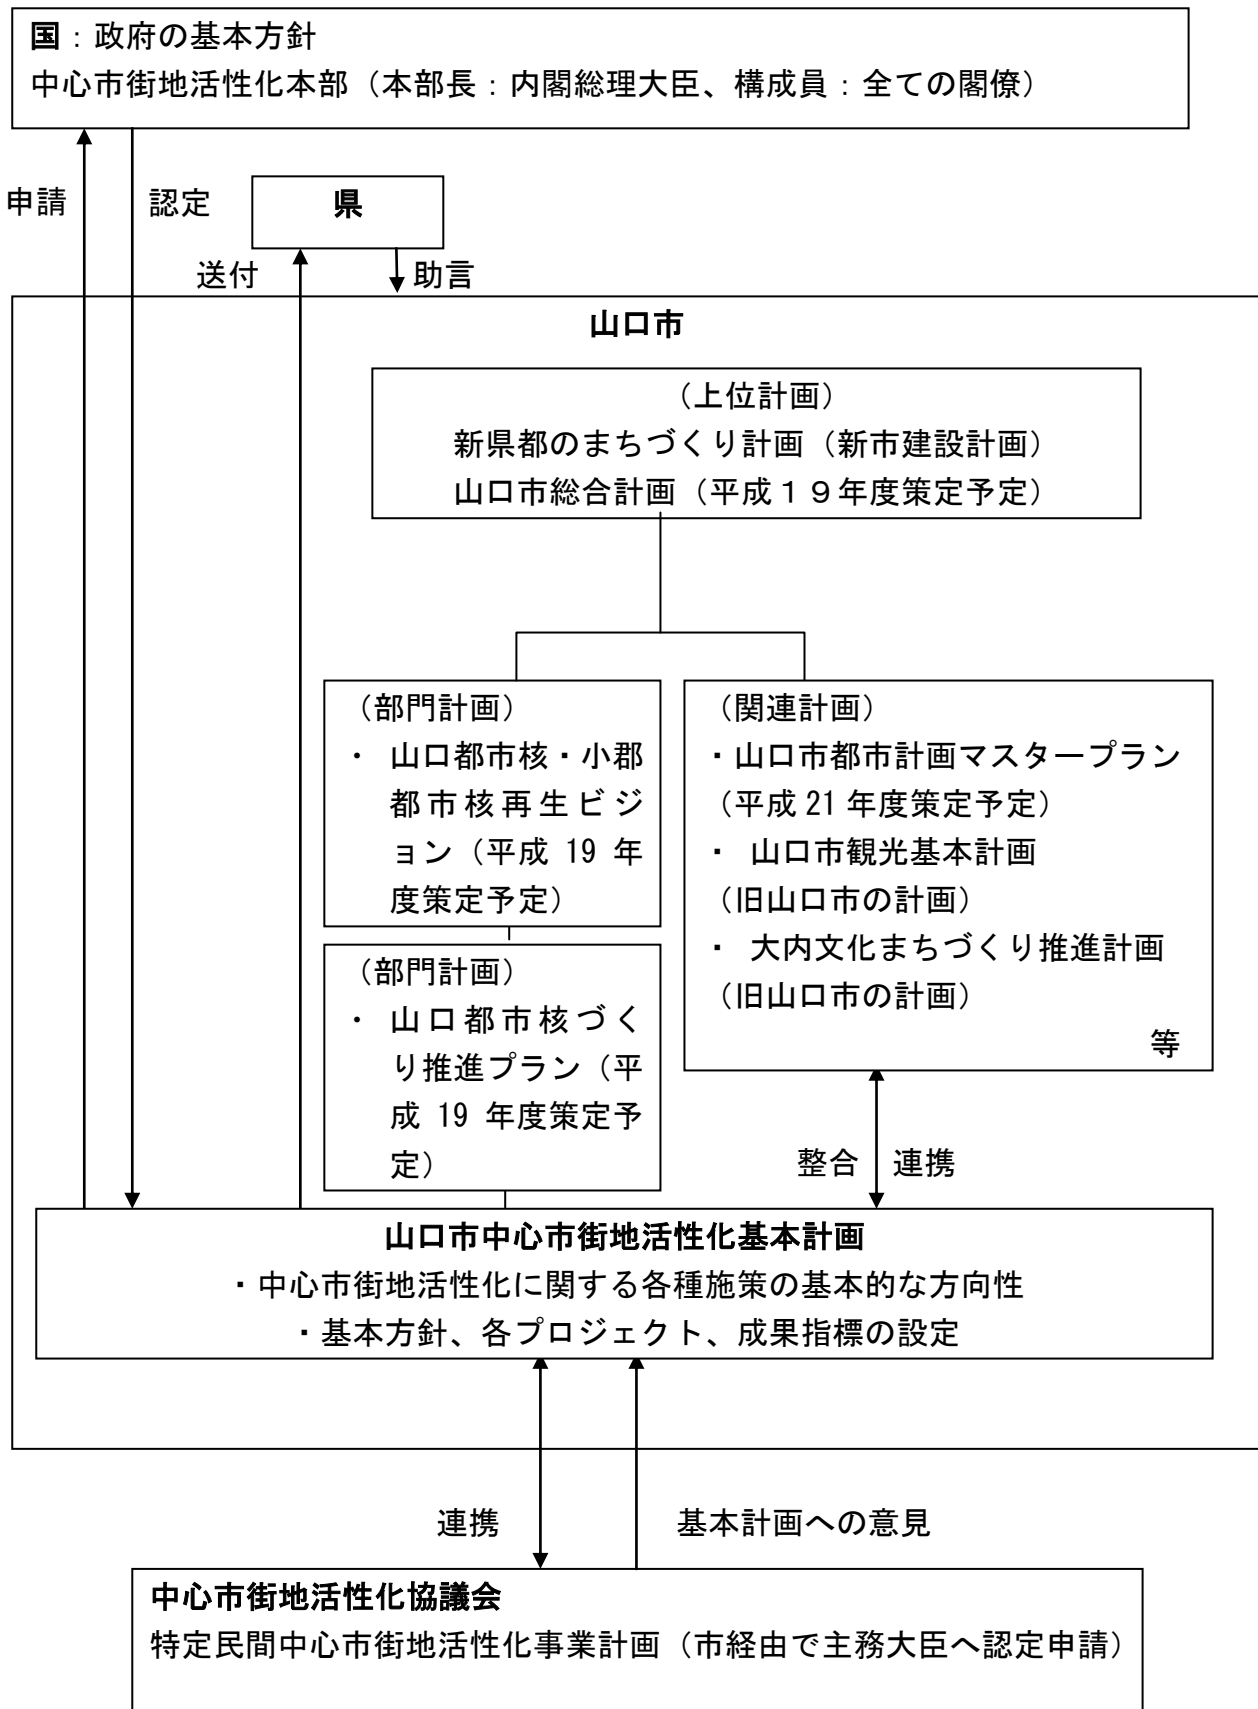 国：政府の基本方針
中心市街地活性化本部（本部長：内閣総理大臣、構成員：全ての閣僚）
申請
認定
県
送付
助言
山口市
（上位計画）
新県都のまちづくり計画（新市建設計画）
山口市総合計画（平成１９年度策定予定）
（部門計画）
・ 山口都市核・小郡
都市核再生ビジ
ョン（平成 19 年
度策定予定）
（部門計画）
・ 山口都市核づく
り推進プラン（平
成 19 年度策定予
定）
（関連計画）
・山口市都市計画マスタープラン
（平成 21 年度策定予定）
・ 山口市観光基本計画
（旧山口市の計画）
・ 大内文化まちづくり推進計画
（旧山口市の計画）
等
整合
連携
山口市中心市街地活性化基本計画
・中心市街地活性化に関する各種施策の基本的な方向性
・基本方針、各プロジェクト、成果指標の設定
連携
基本計画への意見
中心市街地活性化協議会
特定民間中心市街地活性化事業計画（市経由で主務大臣へ認定申請）